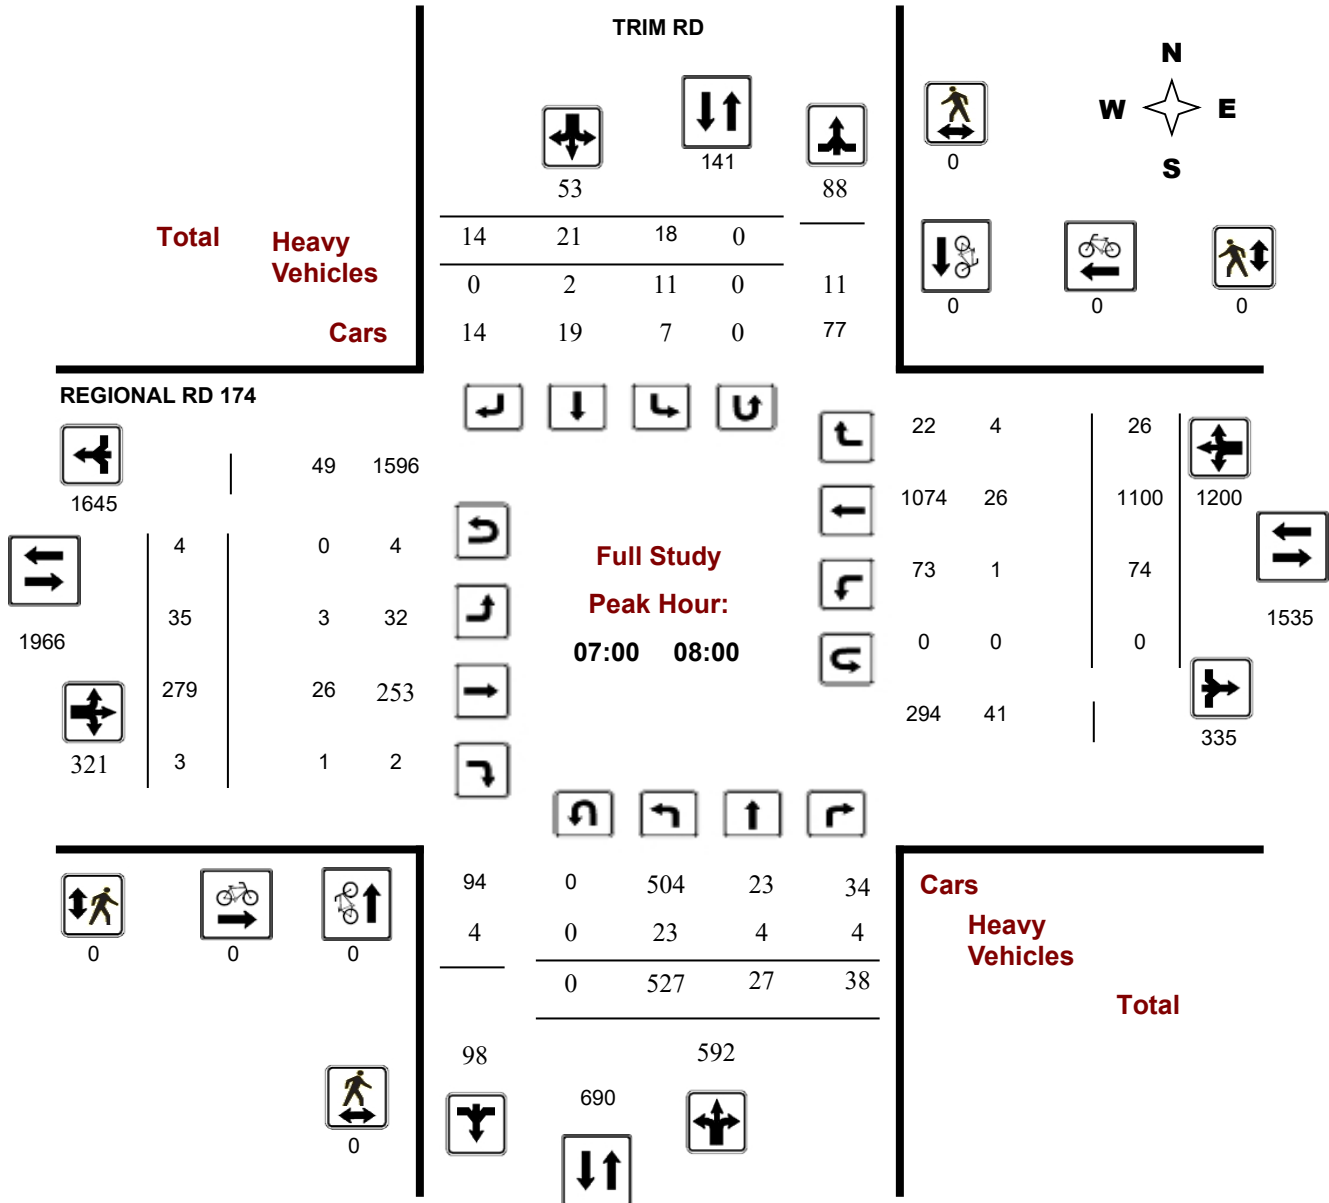 TRIM RD
N
W E
S
141
0
53
88
14 21 18 0
Total
Heavy
Vehicles
0 2 11 0
11
0
0
0
Cars
14 19 7 0
77
REGIONAL RD 174
22 4 26
49 1596
1645
1074 26 1100 1200
4 0 4
Full Study
73 1 74
35 3 32
Peak Hour:
1535
1966
07:00 08:00
0 0 0
279 26 253
294 41
335
321 3 1 2
94 0 504 23 34
Cars
4 0 23 4 4
Heavy
Vehicles
0 0 0
0 527 27 38
Total
98
592
690
0